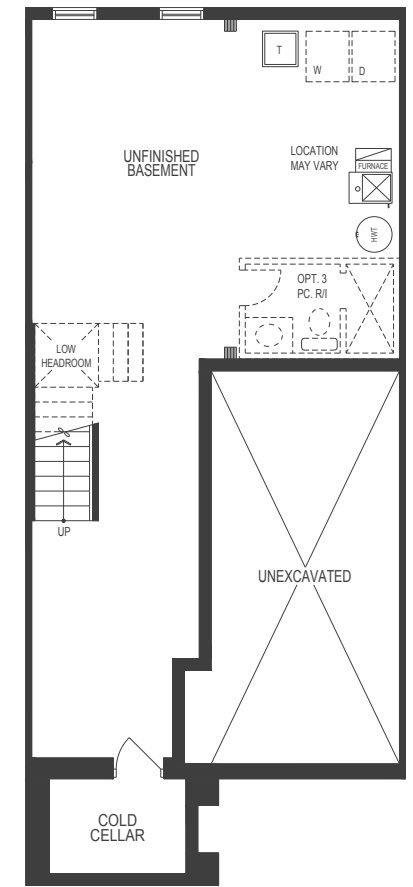 T
W
D
UNFINISHED
BASEMENT
LOCATION
MAY VARY
FURNACE
HWT
OPT. 3
PC. R/I
LOW
HEADROOM
UP
UNEXCAVATED
COLD
CELLAR